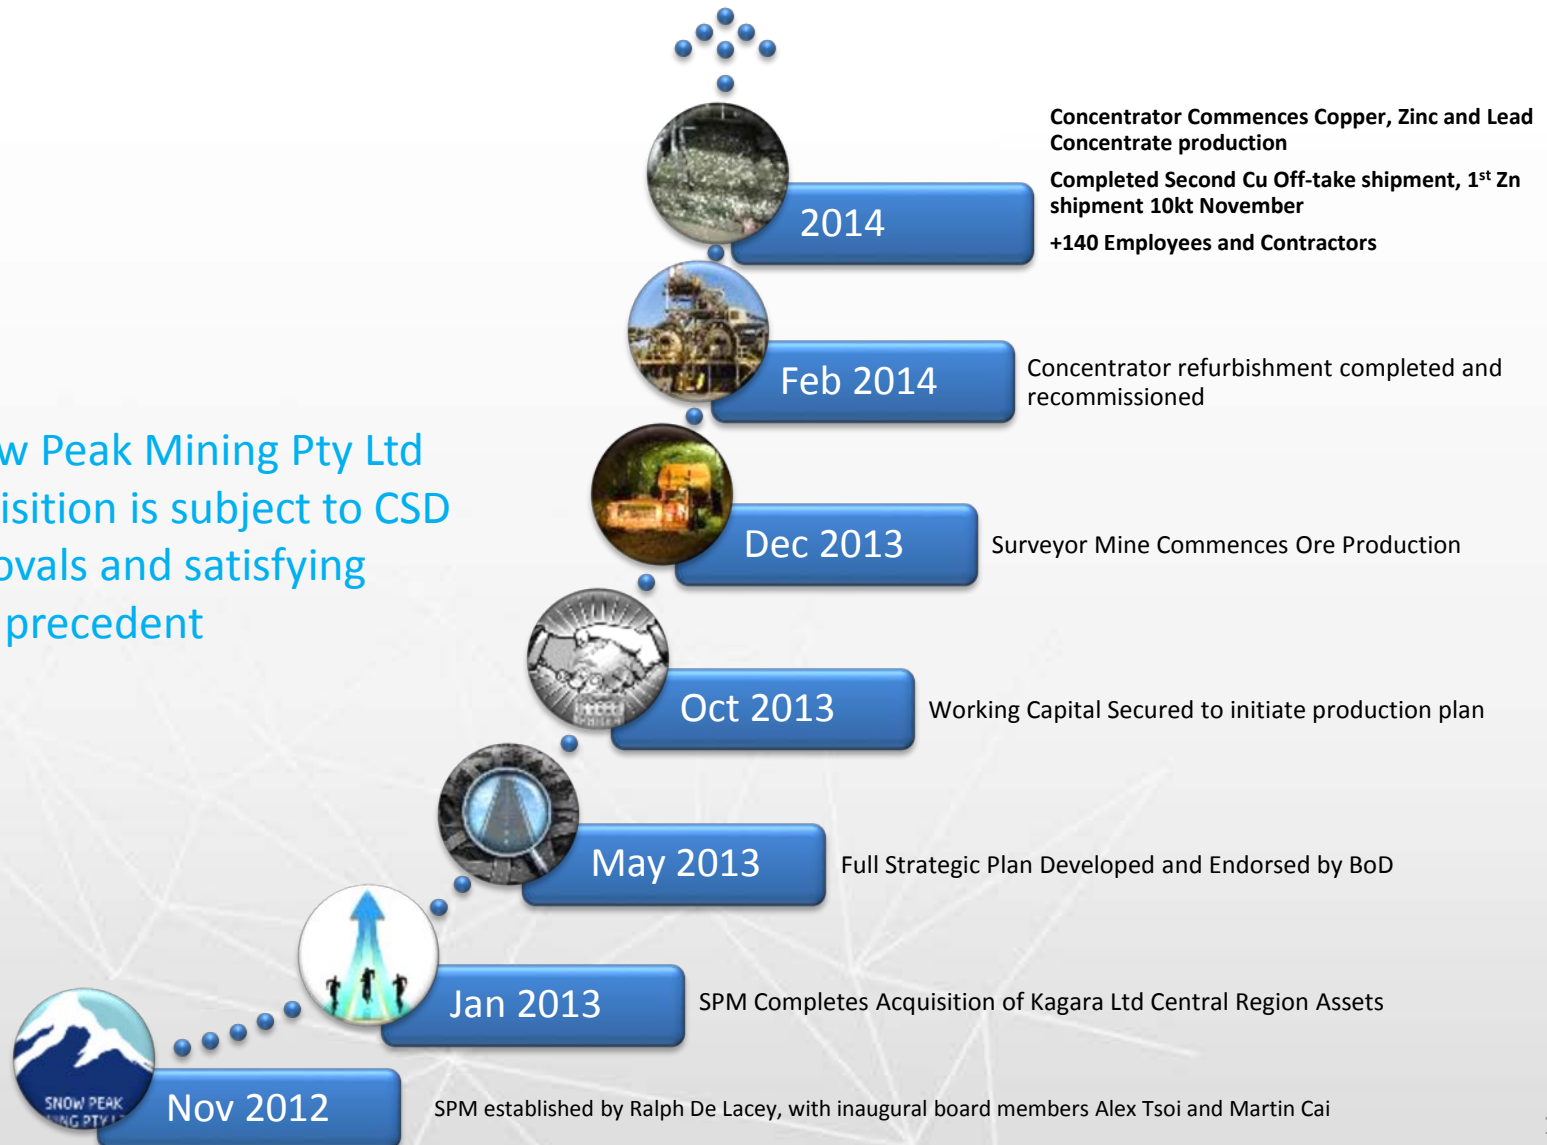 Concentrator Commences Copper, Zinc and Lead
Concentrate production
Completed Second Cu Off-take shipment, 1st Zn
shipment 10kt November
+140 Employees and Contractors
2014
Feb 2014
Concentrator refurbishment completed and
recommissioned
w Peak Mining Pty Ltd
isition is subject to CSD
ovals and satisfying
precedent
Dec 2013
Surveyor Mine Commences Ore Production
Oct 2013
Working Capital Secured to initiate production plan
May 2013
Full Strategic Plan Developed and Endorsed by BoD
Jan 2013
SPM Completes Acquisition of Kagara Ltd Central Region Assets
SNOW PEAK
NG PTY
Nov 2012
SPM established by Ralph De Lacey, with inaugural board members Alex Tsoi and Martin Cai